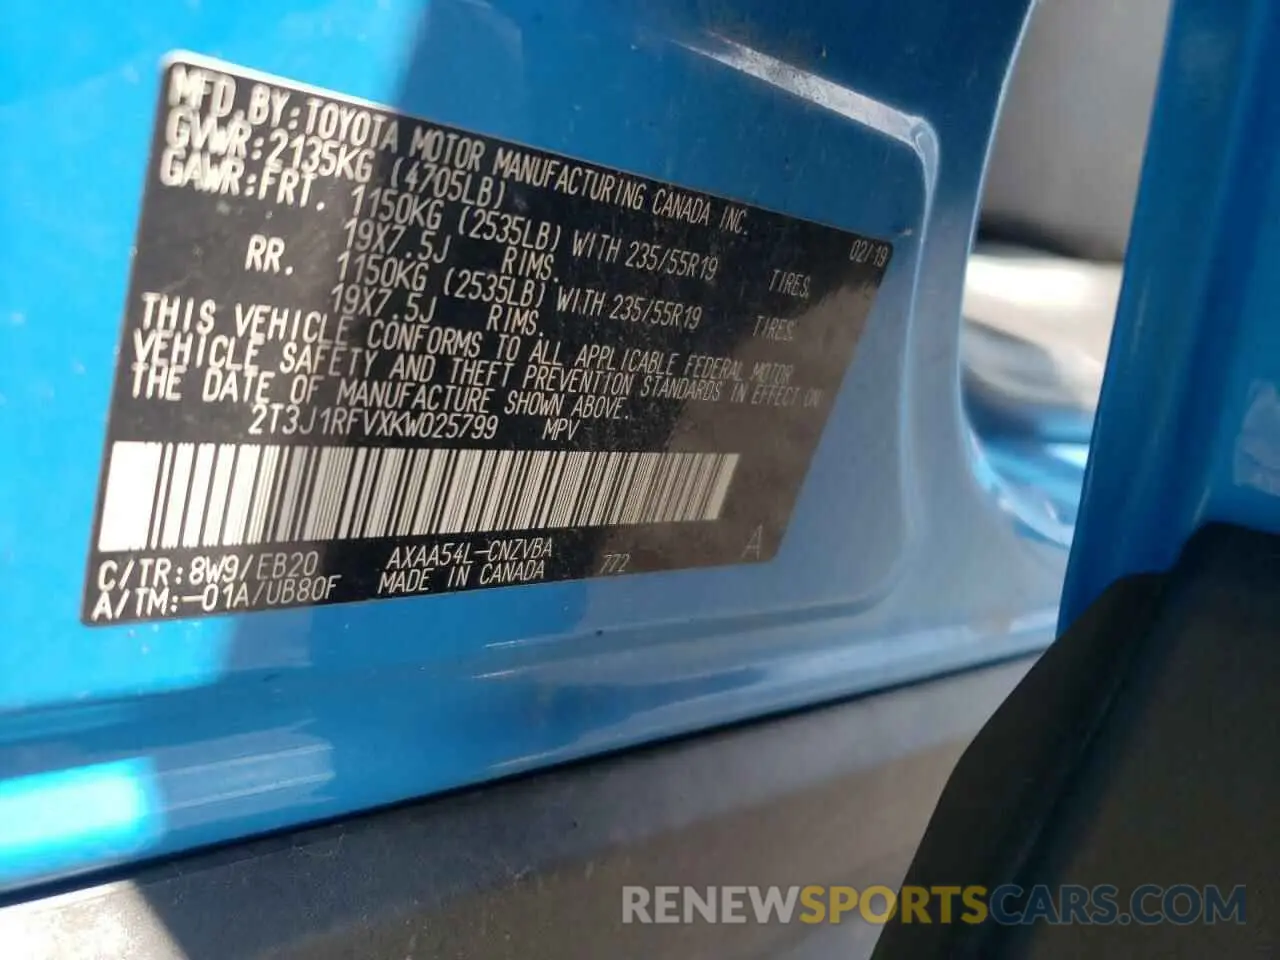 MFD.BY:TOYOTA MOTOR MANUFACTURING CANADA INC.
GVWR:2135KG (4705LB) 02/19
GAWR:FRT. 1150KG (2535LB) WITH 235/55R19 TIRES,
19X7.5J RIMS.
RR. 1150KG (2535LB) WITH 235/55R19 TIRES,
19X7.5J RIMS.
THIS VEHICLE CONFORMS TO ALL APPLICABLE FEDERAL MOTOR
VEHICLE SAFETY AND THEFT PREVENTION STANDARDS IN EFFECT ON
THE DATE OF MANUFACTURE SHOWN ABOVE.
2T3J1RFVXKW025799 MPV
C/TR:8W9/EB20 AXAA54L-CNZVBA 772 A
A/TM:-01A/UB80F MADE IN CANADA
RENEWSPORTSCARS.COM